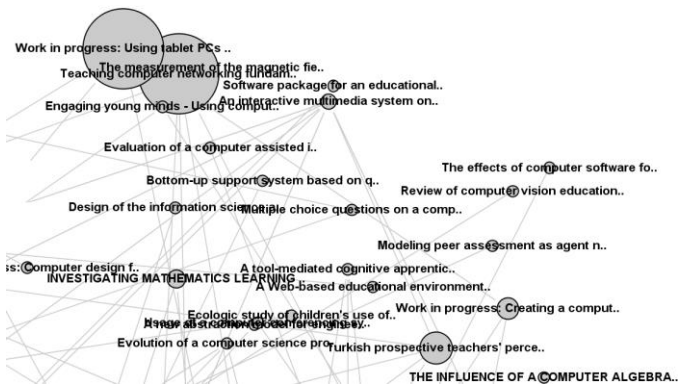 Work in progress: Using tablet PCs ..
The measurement of the magnetic fie..
Teaching computer networking fundam..
Software package for an educational..
An interactive multimedia system on..
Engaging young minds - Using comput..
Evaluation of a computer assisted i..
The effects of computer software fo..
Bottom-up support system based on q..
Review of computer vision education..
Design of the information science a..
Multiple choice questions on a comp..
Modeling peer assessment as agent n..
ss: Computer design f..
A tool-mediated cognitive apprentic..
INVESTIGATING MATHEMATICS LEARNING ..
A Web-based educational environment..
Work in progress: Creating a comput..
Ecologic study of children's use of..
Evolution of a computer science pro..
Turkish prospective teachers' perce..
THE INFLUENCE OF A COMPUTER ALGEBRA..